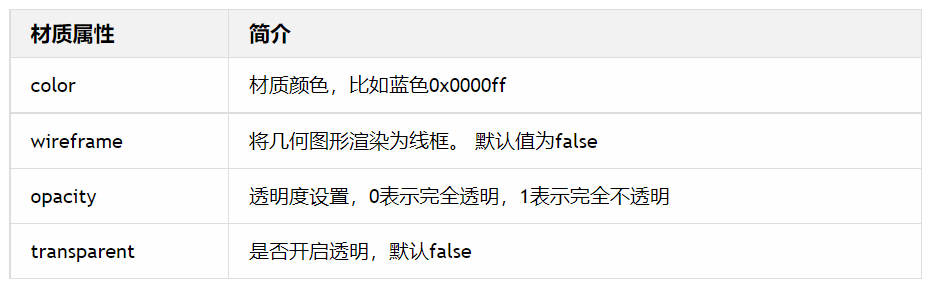 材质属性 简介
color 材质颜色，比如蓝色0x0000ff
wireframe 将几何图形渲染为线框。 默认值为false
opacity 透明度设置，0表示完全透明，1表示完全不透明
transparent 是否开启透明，默认false